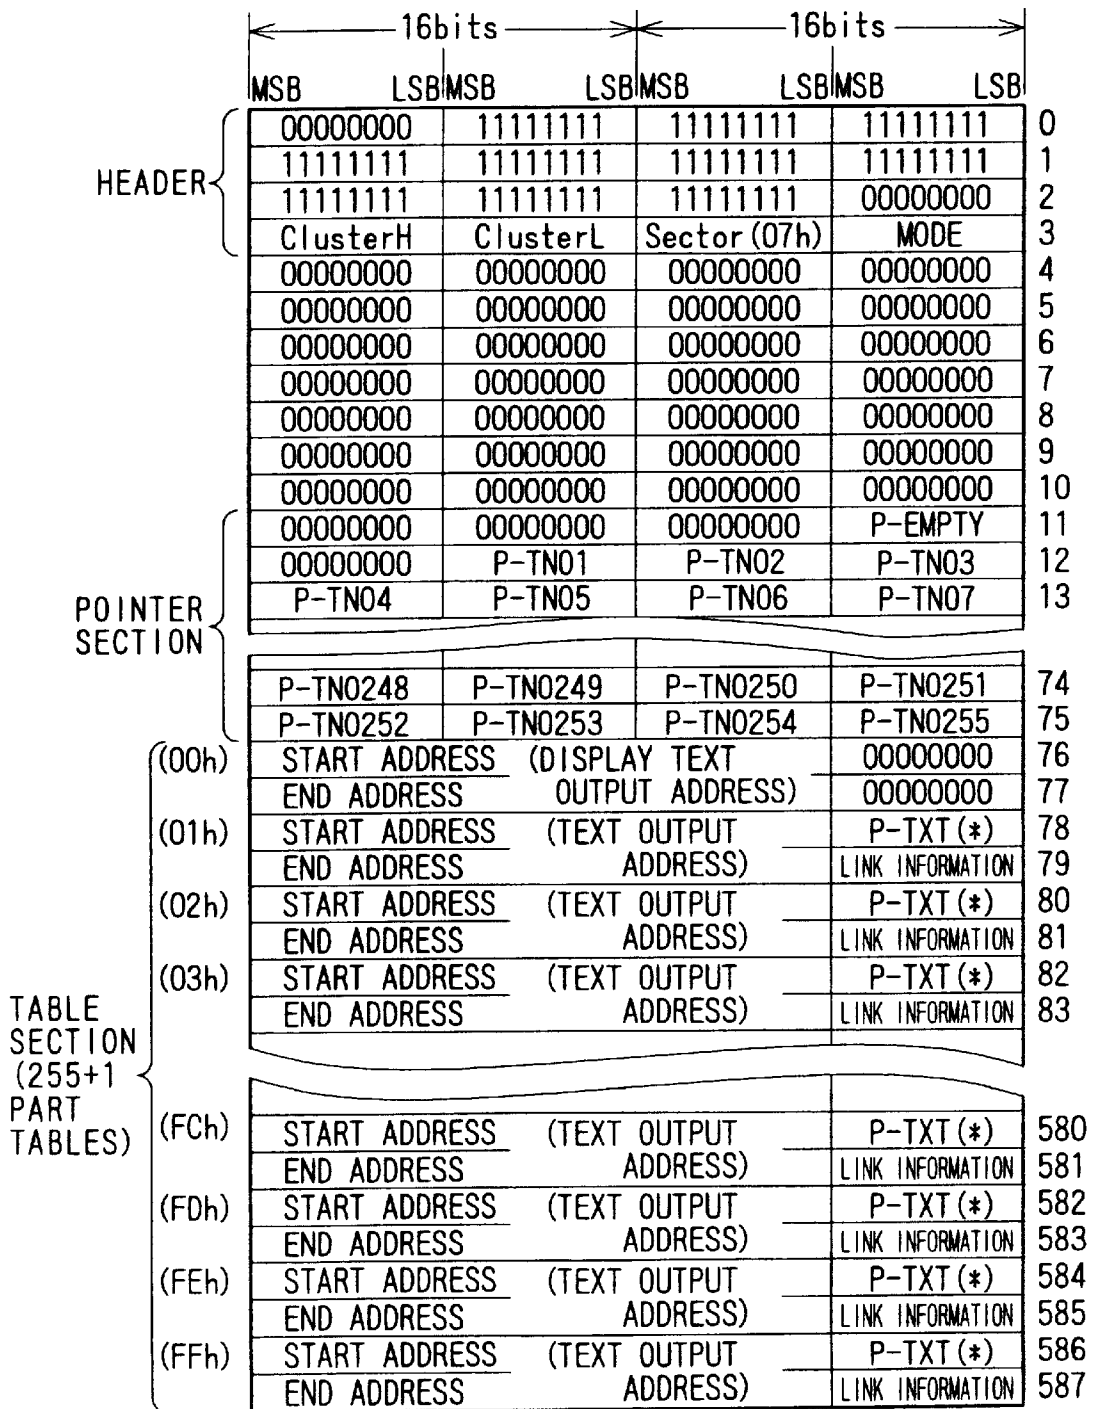 16bits 16bits
MSB LSB MSB LSB MSB LSB MSB LSB
00000000 11111111 11111111 11111111 0
11111111 11111111 11111111 11111111 1
HEADER
11111111 11111111 11111111 00000000 2
ClusterH ClusterL Sector(07h) MODE 3
00000000 00000000 00000000 00000000 4
00000000 00000000 00000000 00000000 5
00000000 00000000 00000000 00000000 6
00000000 00000000 00000000 00000000 7
00000000 00000000 00000000 00000000 8
00000000 00000000 00000000 00000000 9
00000000 00000000 00000000 00000000 10
00000000 00000000 00000000 P-EMPTY 11
00000000 P-TN01 P-TN02 P-TN03 12
P-TN04 P-TN05 P-TN06 P-TN07 13
POINTER
SECTION
P-TN0248 P-TN0249 P-TN0250 P-TN0251 74
P-TN0252 P-TN0253 P-TN0254 P-TN0255 75
(00h) START ADDRESS (DISPLAY TEXT 00000000 76
END ADDRESS OUTPUT ADDRESS) 00000000 77
(01h) START ADDRESS (TEXT OUTPUT P-TXT(*) 78
END ADDRESS ADDRESS) LINK INFORMATION 79
(02h) START ADDRESS (TEXT OUTPUT P-TXT(*) 80
END ADDRESS ADDRESS) LINK INFORMATION 81
(03h) START ADDRESS (TEXT OUTPUT P-TXT(*) 82
END ADDRESS ADDRESS) LINK INFORMATION 83
TABLE
SECTION
(255+1
PART
TABLES)
(FCh) START ADDRESS (TEXT OUTPUT P-TXT(*) 580
END ADDRESS ADDRESS) LINK INFORMATION 581
(FDh) START ADDRESS (TEXT OUTPUT P-TXT(*) 582
END ADDRESS ADDRESS) LINK INFORMATION 583
(FEh) START ADDRESS (TEXT OUTPUT P-TXT(*) 584
END ADDRESS ADDRESS) LINK INFORMATION 585
(FFh) START ADDRESS (TEXT OUTPUT P-TXT(*) 586
END ADDRESS ADDRESS) LINK INFORMATION 587